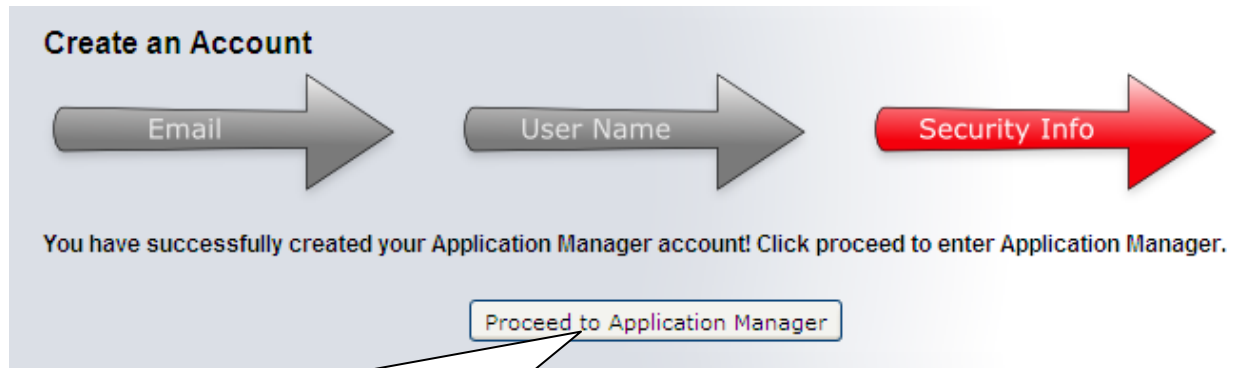 Create an Account
Email User Name Security Info
You have successfully created your Application Manager account! Click proceed to enter Application Manager.
Proceed to Application Manager